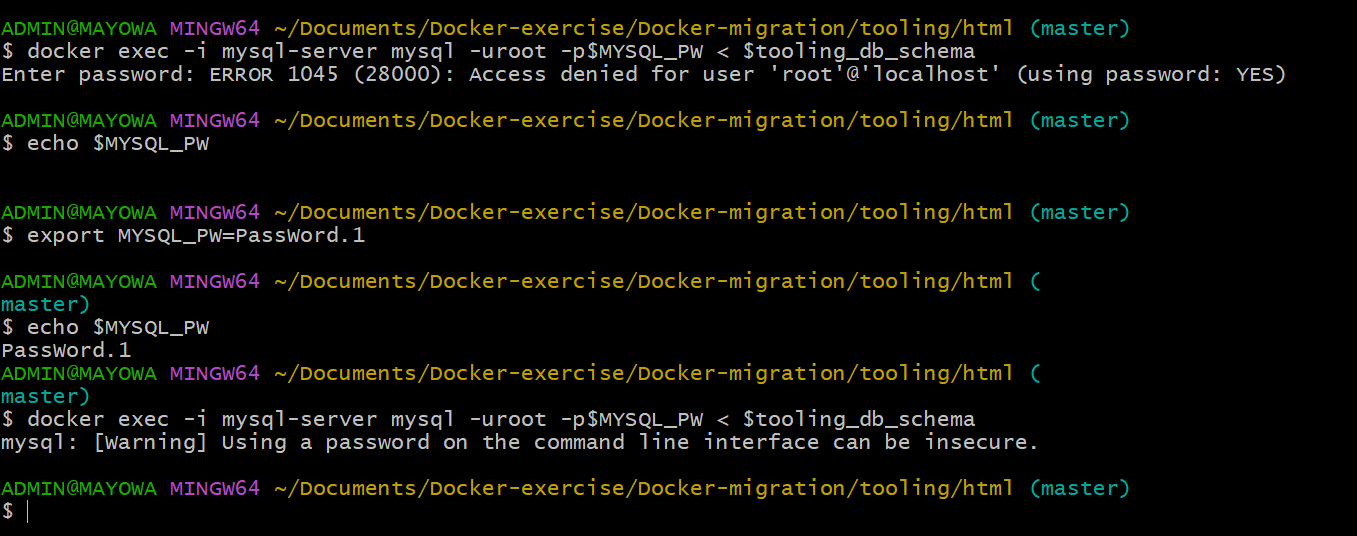 ADMIN@MAYOWA MINGW64 ~/Documents/Docker-exercise/Docker-migration/tooling/html (master)
$ docker exec -i mysql-server mysql -uroot -p$MYSQL_PW < $tooling_db_schema
Enter password: ERROR 1045 (28000): Access denied for user 'root'@'localhost' (using password: YES)
ADMIN@MAYOWA MINGW64 ~/Documents/Docker-exercise/Docker-migration/tooling/html (master)
$ echo $MYSQL_PW
ADMIN@MAYOWA MINGW64 ~/Documents/Docker-exercise/Docker-migration/tooling/html (master)
$ export MYSQL_PW=PassWord.1
ADMIN@MAYOWA MINGW64 ~/Documents/Docker-exercise/Docker-migration/tooling/html (
master)
$ echo $MYSQL_PW
PassWord.1
ADMIN@MAYOWA MINGW64 ~/Documents/Docker-exercise/Docker-migration/tooling/html (
master)
$ docker exec -i mysql-server mysql -uroot -p$MYSQL_PW < $tooling_db_schema
mysql: [Warning] Using a password on the command line interface can be insecure.
ADMIN@MAYOWA MINGW64 ~/Documents/Docker-exercise/Docker-migration/tooling/html (master)
$